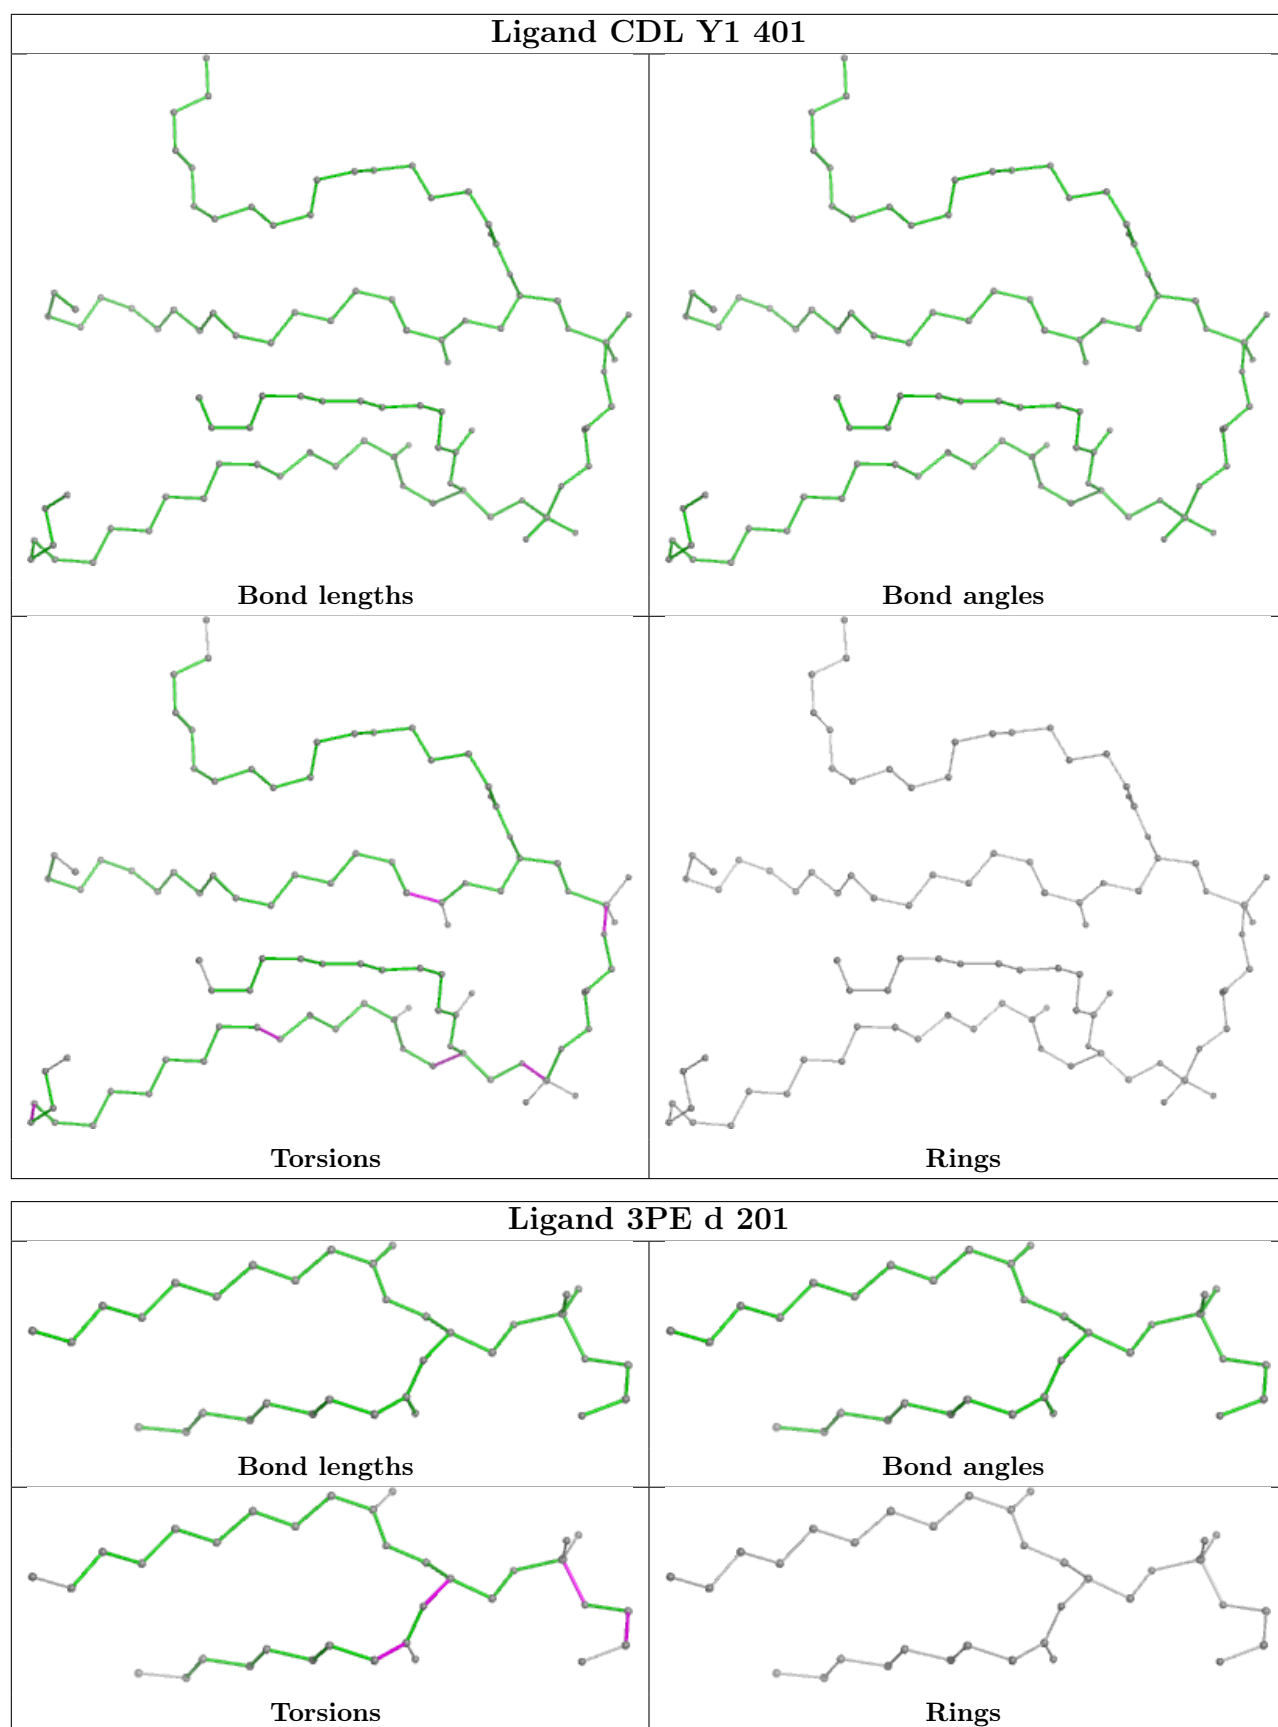 Ligand CDL Y1 401
Bond lengths
Bond angles
Torsions
Rings
Ligand 3PE d 201
Bond lengths
Bond angles
Torsions
Rings